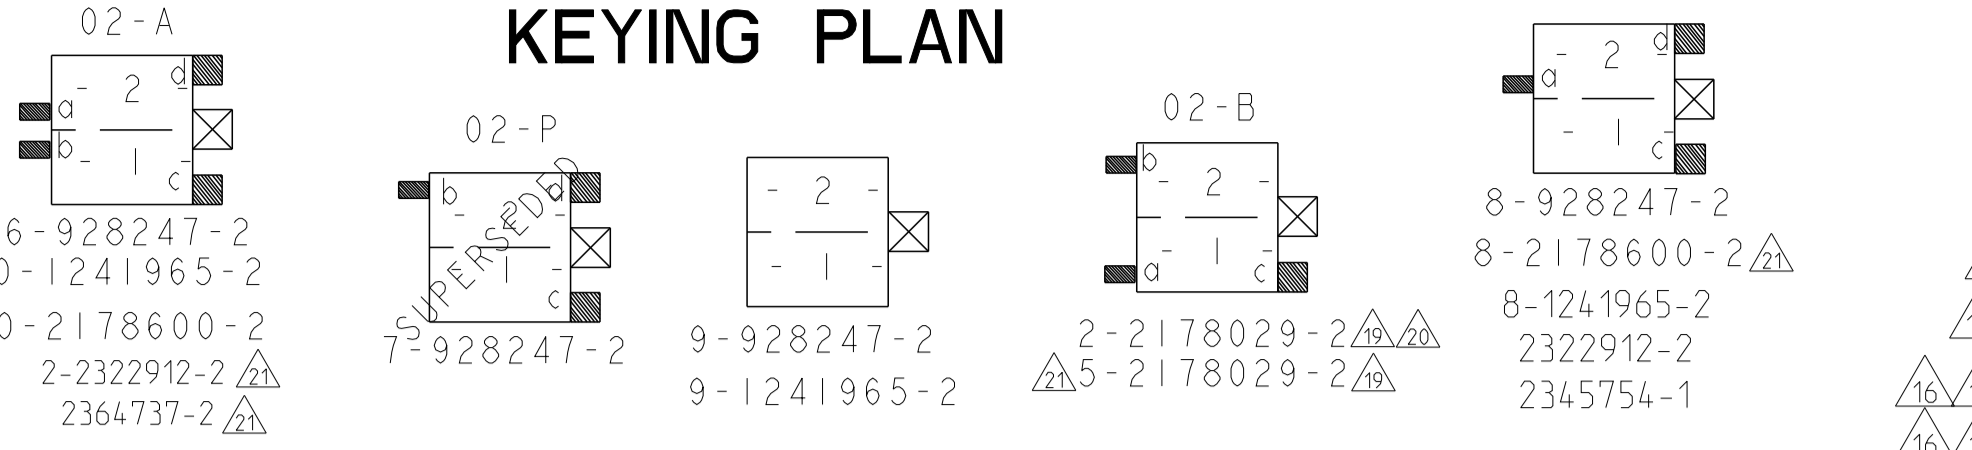 KEYING PLAN
02-A
d
2
a
b
1
c
6-928247-2
0-1241965-2
0-2178600-2
2-2322912-2 21
2364737-2 21
02-P
b
d
2
1
c
SUPERSEDED
7-928247-2
2
1
9-928247-2
9-1241965-2
02-B
b
2
1
a
c
2-2178029-2 19 20
21 5-2178029-2 19
d
2
a
1
c
8-928247-2
8-2178600-2 21
8-1241965-2
2322912-2
2345754-1
16
16